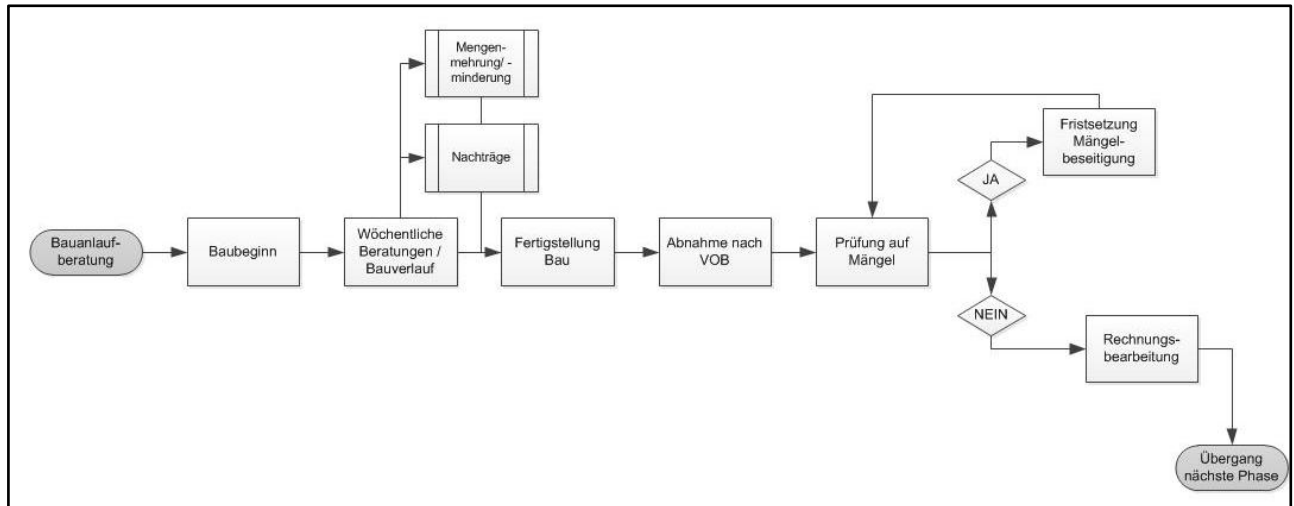 Mengen-
mehrung/ -
minderung
Nachträge
Fristsetzung
Mängel-
beseitigung
JA
Bauanlauf-
beratung
Baubeginn
Wöchentliche
Beratungen /
Bauverlauf
Fertigstellung
Bau
Abnahme nach
VOB
Prüfung auf
Mängel
NEIN
Rechnungs-
bearbeitung
Übergang
nächste Phase